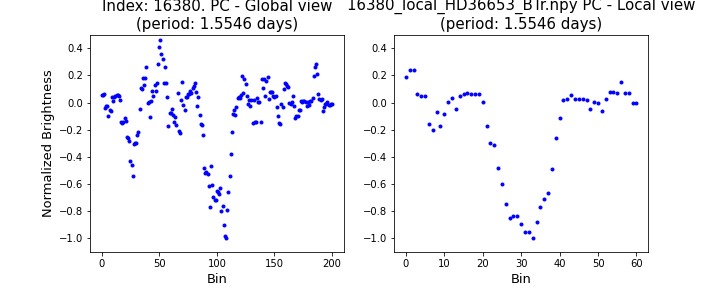 Index: 16380. PC - Global view
(period: 1.5546 days)
16380_local_HD36653_BTr.npy PC - Local view
(period: 1.5546 days)
Normalized Brightness
0.4
0.2
0.0
−0.2
−0.4
−0.6
−0.8
−1.0
0 50 100 150 200
Bin
0.4
0.2
0.0
−0.2
−0.4
−0.6
−0.8
−1.0
0 10 20 30 40 50 60
Bin